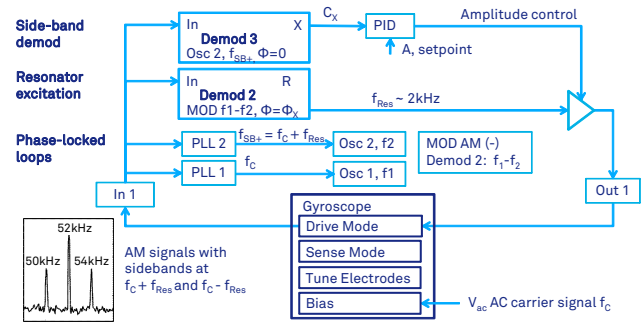 Side-band
demod
In
X
Demod 3
Osc 2, fSB+, Φ=0
CX
PID
Amplitude control
A, setpoint
Resonator
excitation
In
R
Demod 2
MOD f1-f2, Φ=ΦX
fRes ~ 2kHz
Phase-locked
loops
PLL 2
fSB+ = fC + fRes
Osc 2, f2
PLL 1
fC
Osc 1, f1
MOD AM (-)
Demod 2: f1-f2
In 1
Out 1
Gyroscope
Drive Mode
Sense Mode
Tune Electrodes
Bias
52kHz
50kHz
54kHz
AM signals with
sidebands at
fC + fRes and fC - fRes
Vac AC carrier signal fC